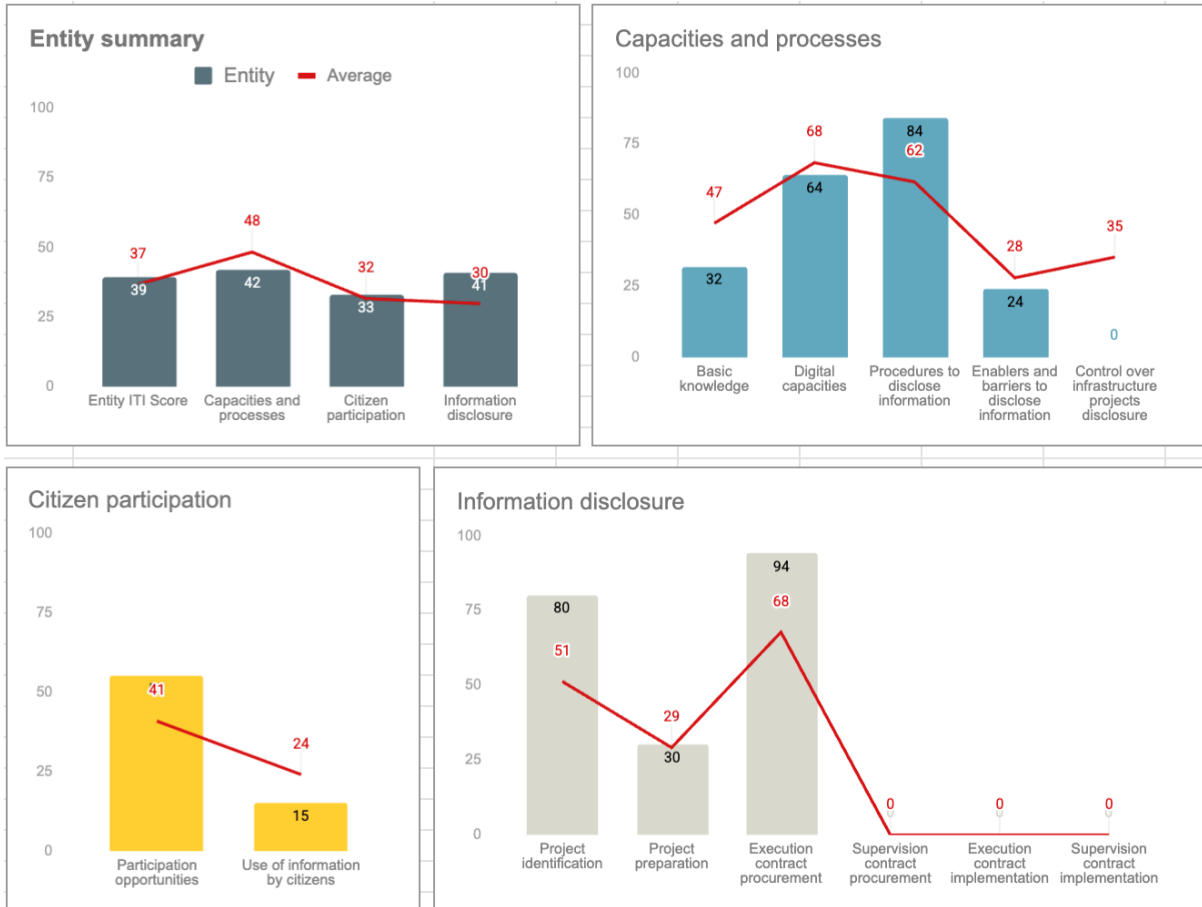 Entity summary
Entity Average
100
75
50
25
0
37
48
32
30
39
42
33
41
Entity ITI Score
Capacities and
processes
Citizen
participation
Information
disclosure
Capacities and processes
100
75
50
25
0
47
68
62
28
35
32
64
84
24
0
Basic
knowledge
Digital
capacities
Procedures to
disclose
information
Enablers and
barriers to
disclose
information
Control over
infrastructure
projects
disclosure
Citizen participation
100
75
50
25
0
41
24
15
Participation
opportunities
Use of information
by citizens
Information disclosure
100
75
50
25
0
80
51
29
30
94
68
0
0
0
Project
identification
Project
preparation
Execution
contract
procurement
Supervision
contract
procurement
Execution
contract
implementation
Supervision
contract
implementation